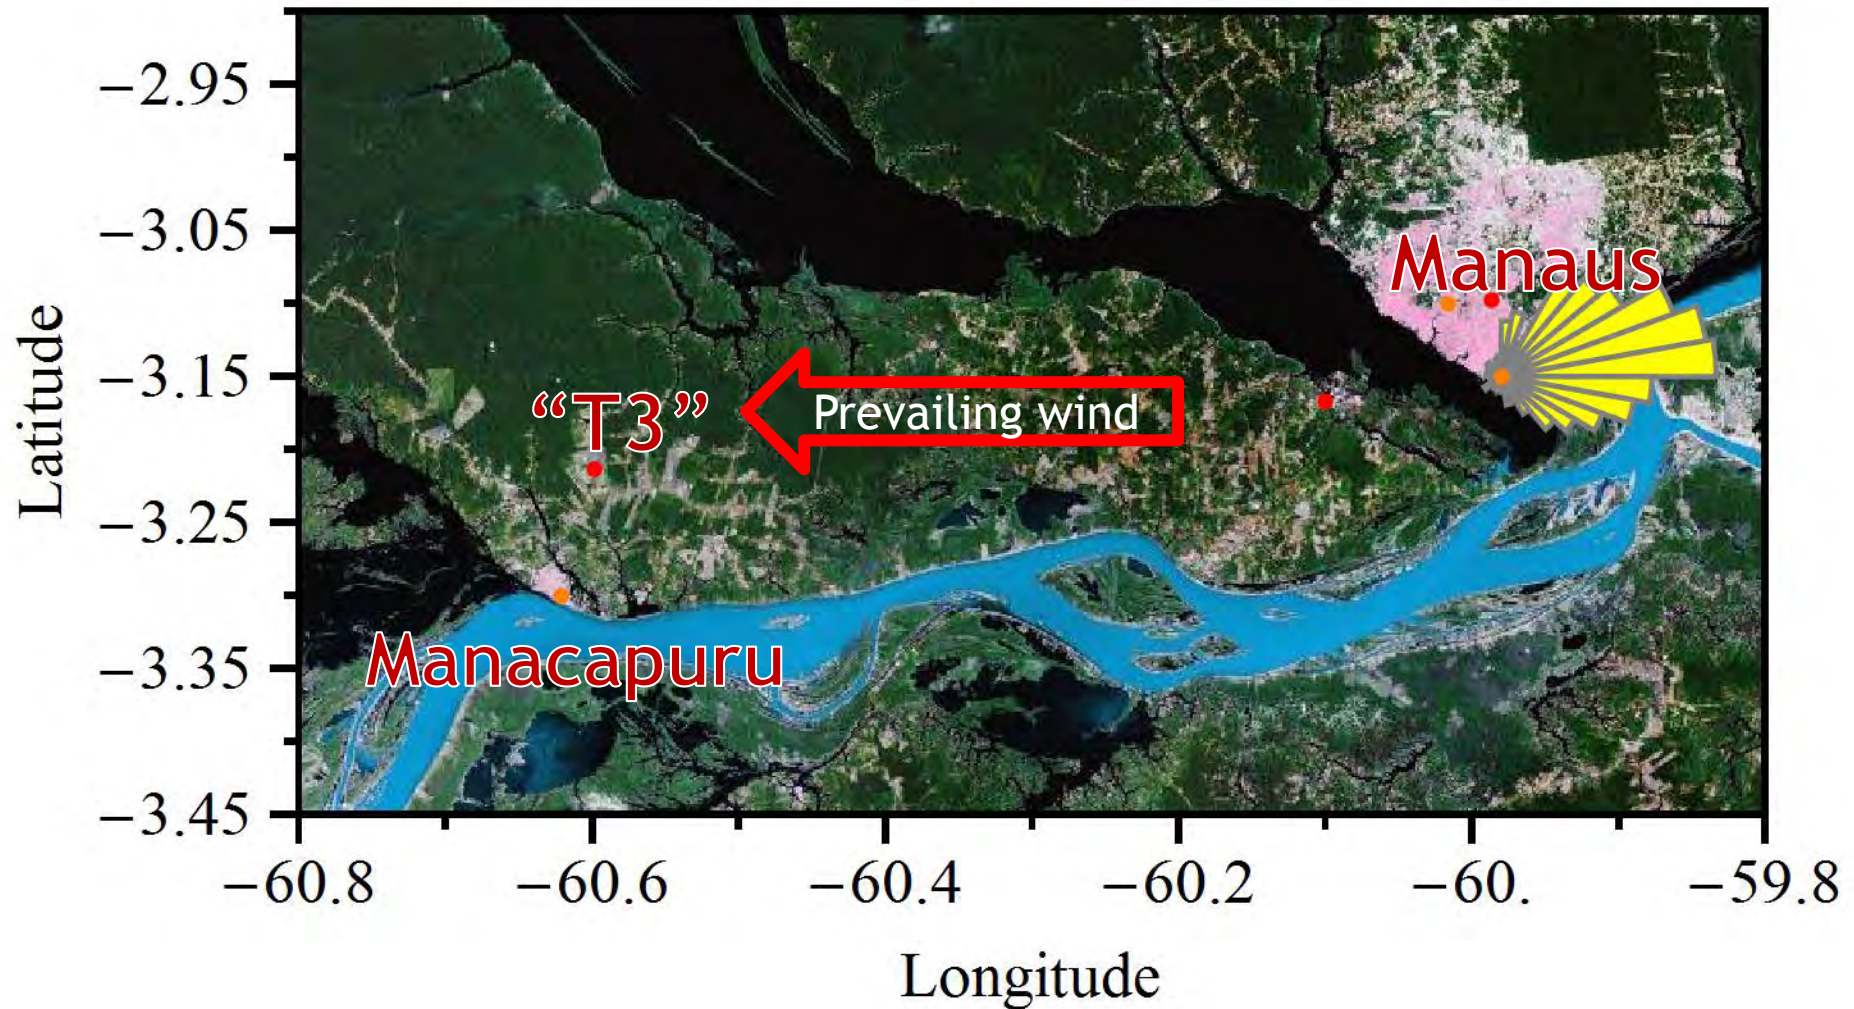 −2.95
−3.05
−3.15
−3.25
−3.35
−3.45
Latitude
Manaus
“T3”
Prevailing wind
Manacapuru
−60.8
−60.6
−60.4
−60.2
−60.
−59.8
Longitude